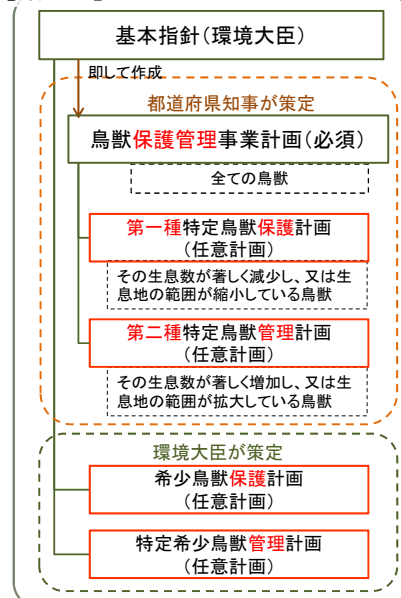 基本指針(環境大臣)
即して作成
都道府県知事が策定
鳥獣保護管理事業計画(必須)
全ての鳥獣
第一種特定鳥獣保護計画
(任意計画)
その生息数が著しく減少し、又は生
息地の範囲が縮小している鳥獣
第二種特定鳥獣管理計画
(任意計画)
その生息数が著しく増加し、又は生
息地の範囲が拡大している鳥獣
環境大臣が策定
希少鳥獣保護計画
(任意計画)
特定希少鳥獣管理計画
(任意計画)